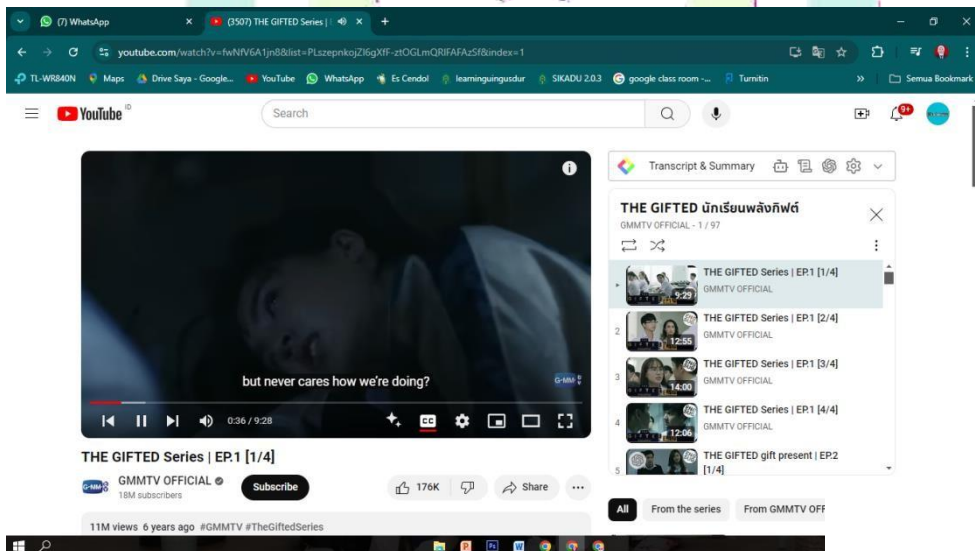 (7) WhatsApp
(3507) THE GIFTED Series |
youtube.com/watch?v=fwNfV6A1jn8&list=PLszepnkojZI6gXfF-ztOGLmQRIFAFAzSf&index=1
TL-WR840N Maps Drive Saya - Google... YouTube WhatsApp Es Cendol learninguingusdur SIKADU 2.0.3 google class room -... Turnitin » Semua Bookmark
YouTube ID
Search
9+
but never cares how we're doing?
G-MM
0:36 / 9:28
CC
THE GIFTED Series | EP.1 [1/4]
G-MM
GMMTV OFFICIAL
18M subscribers
Subscribe
176K
Share
11M views 6 years ago #GMMTV #TheGiftedSeries
Transcript & Summary
THE GIFTED นักเรียนพลังกิฟต์
GMMTV OFFICIAL - 1 / 97
9:29
THE GIFTED Series | EP.1 [1/4]
GMMTV OFFICIAL
2
12:55
THE GIFTED Series | EP.1 [2/4]
GMMTV OFFICIAL
3
14:00
THE GIFTED Series | EP.1 [3/4]
GMMTV OFFICIAL
4
12:06
THE GIFTED Series | EP.1 [4/4]
GMMTV OFFICIAL
5
THE GIFTED gift present | EP.2
[1/4]
All From the series From GMMTV OFF